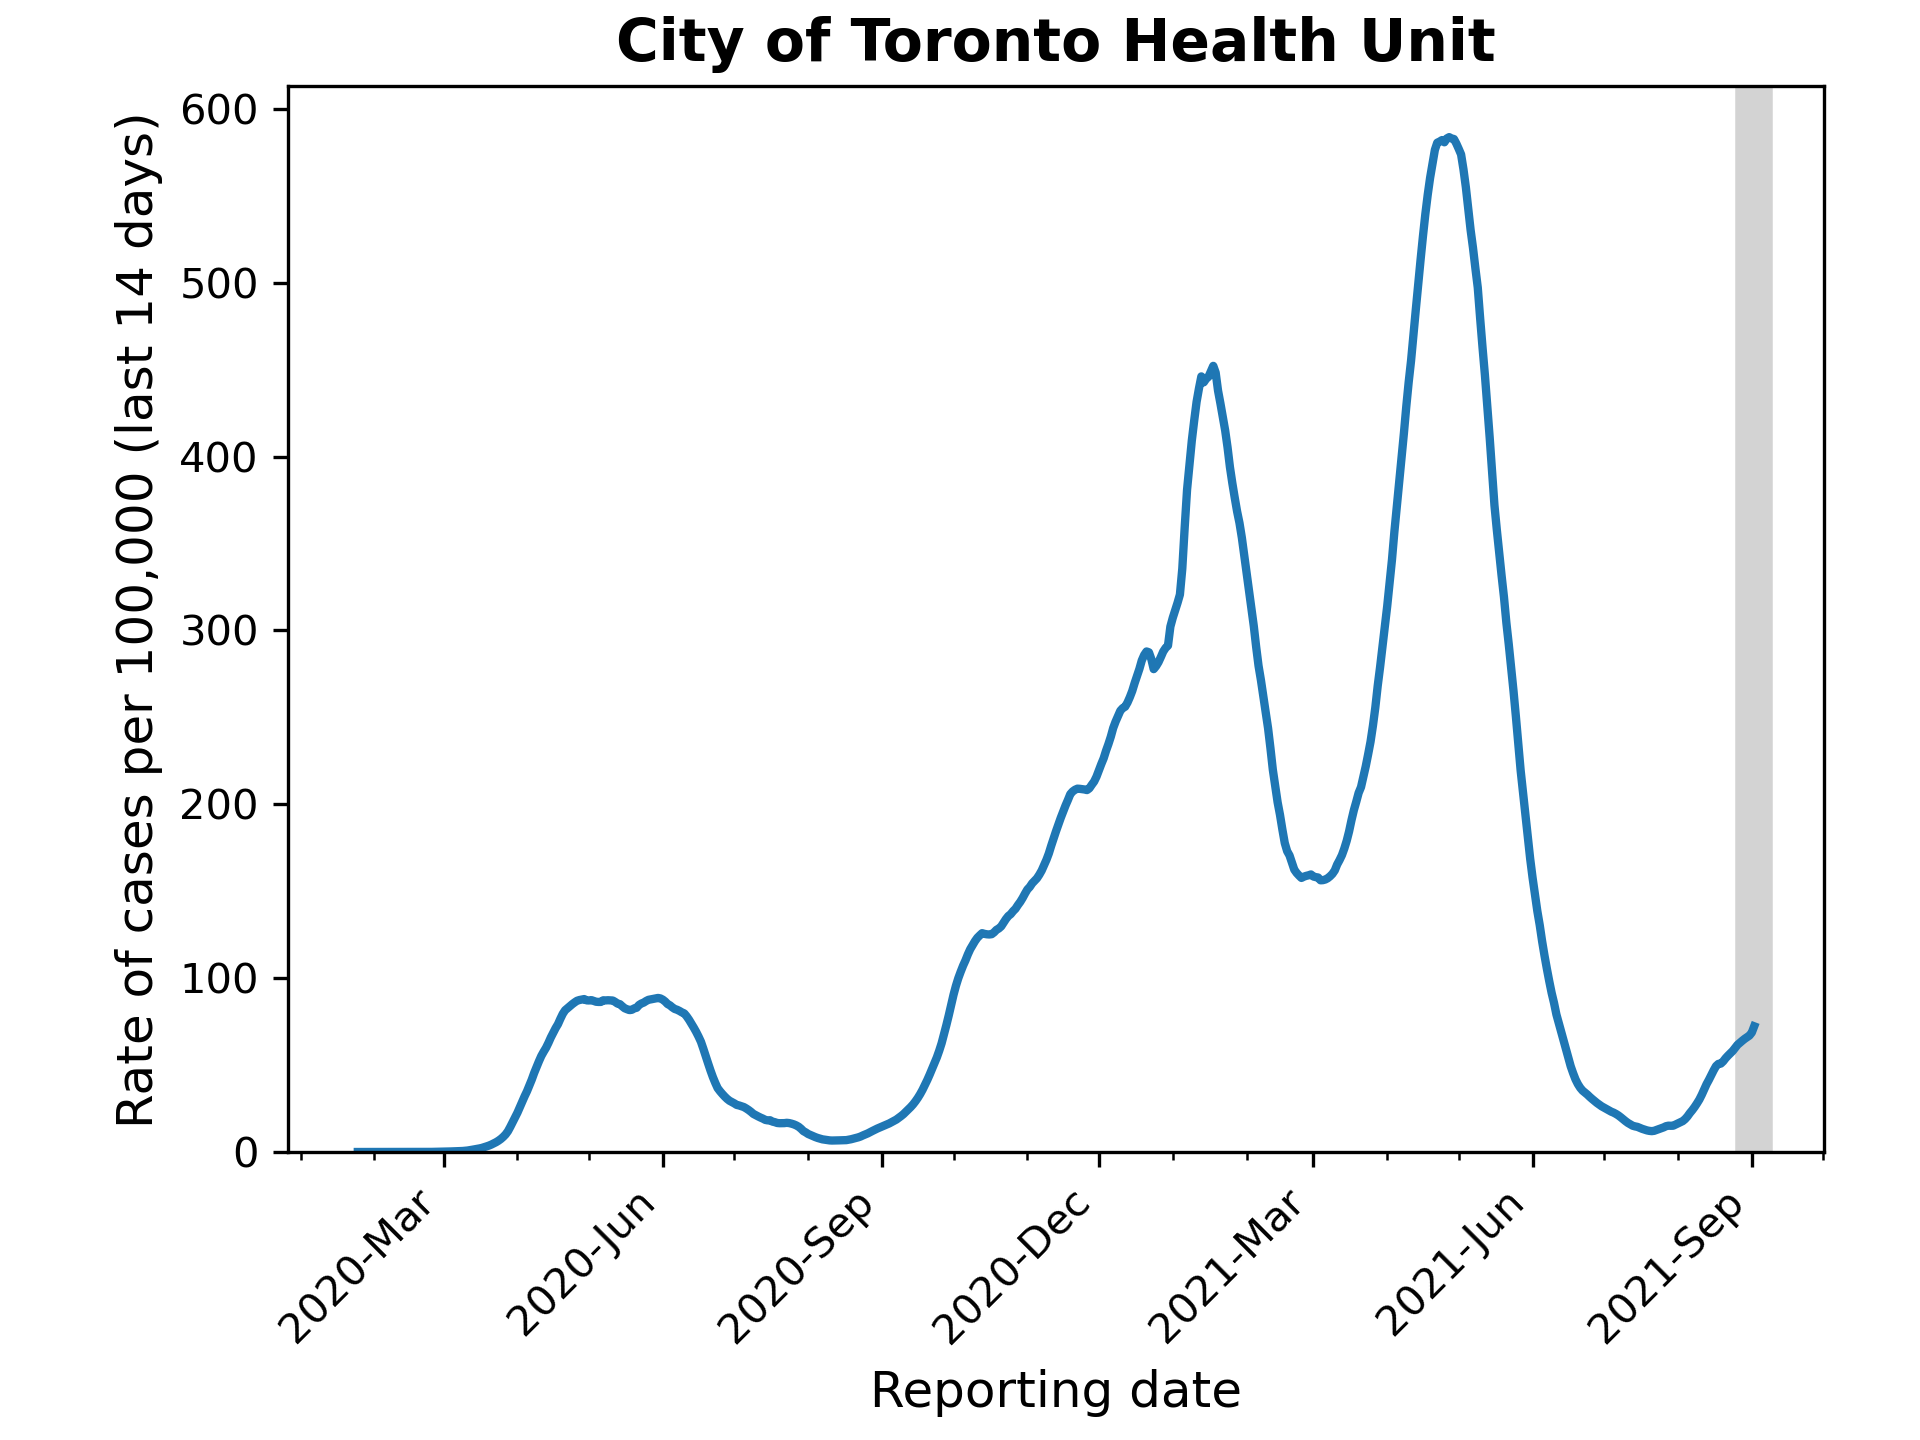 City of Toronto Health Unit
Rate of cases per 100,000 (last 14 days)
600
500
400
300
200
100
0
2020-Mar
2020-Jun
2020-Sep
2020-Dec
2021-Mar
2021-Jun
2021-Sep
Reporting date